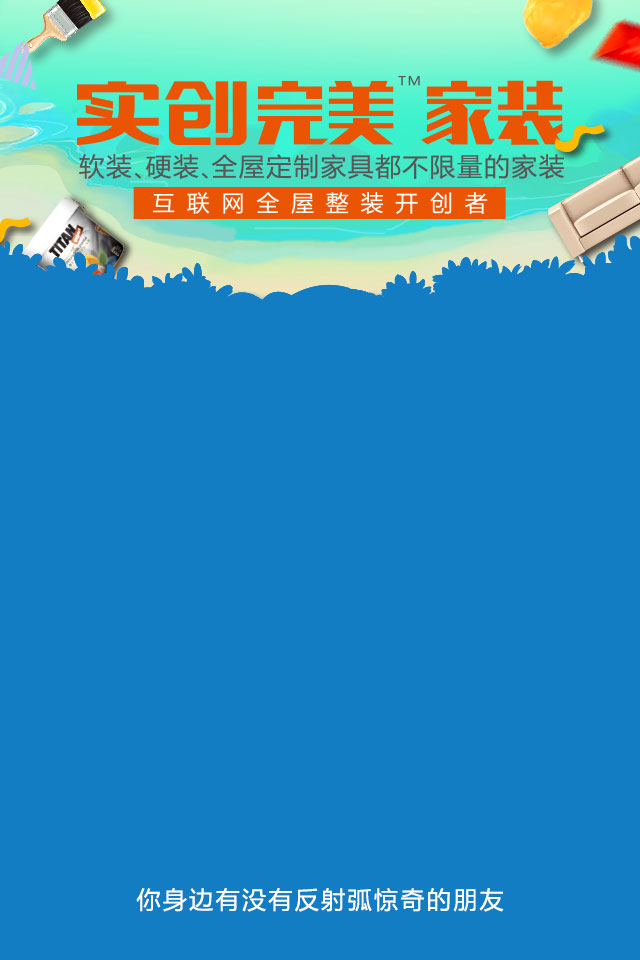 实创完美™家装
软装、硬装、全屋定制家具都不限量的家装
互联网全屋整装开创者
TITAN
你身边有没有反射弧惊奇的朋友